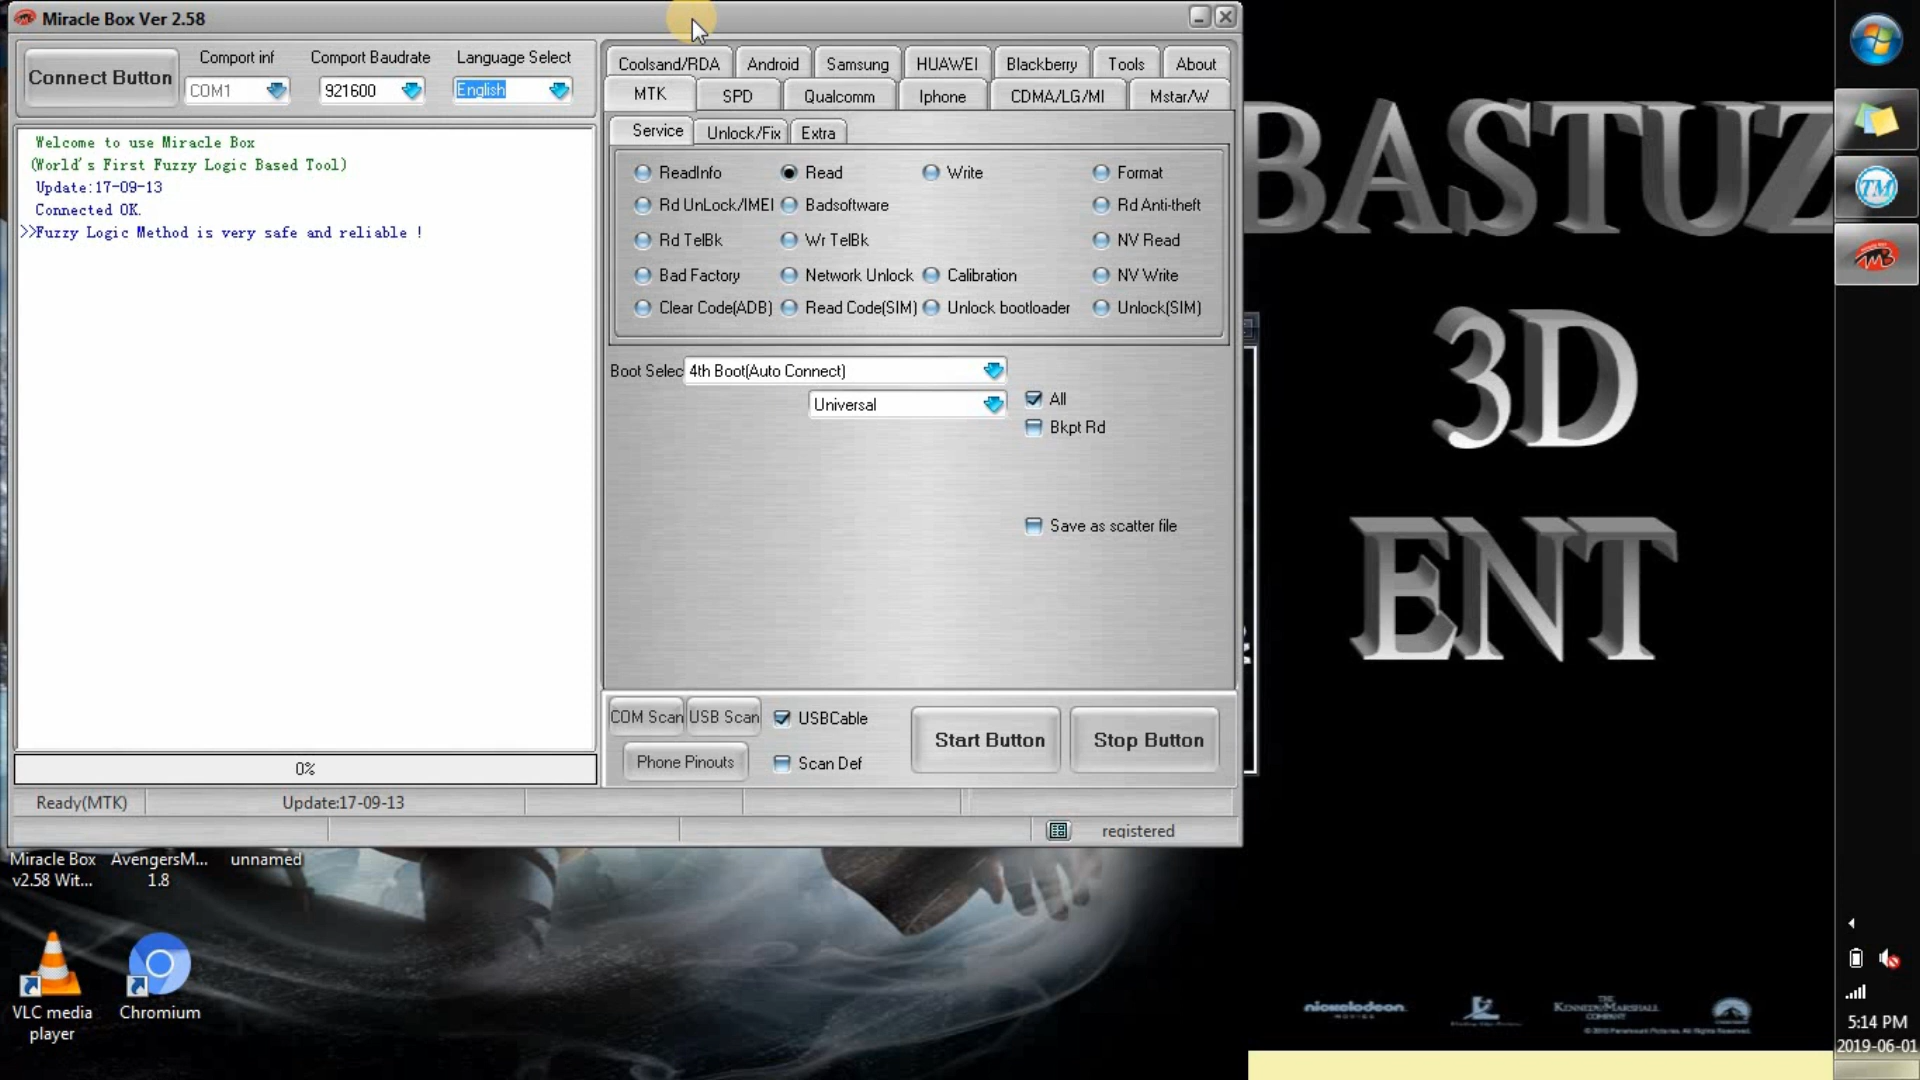 Miracle Box Ver 2.58
Connect Button
Comport inf
Comport Baudrate
Language Select
COM1
921600
English
Welcome to use Miracle Box
(World's First Fuzzy Logic Based Tool)
Update:17-09-13
Connected OK.
>>Fuzzy Logic Method is very safe and reliable !
0%
Ready(MTK)
Update:17-09-13
Coolsand/RDA
Android
Samsung
HUAWEI
Blackberry
Tools
About
MTK
SPD
Qualcomm
Iphone
CDMA/LG/MI
Mstar/W
Service
Unlock/Fix
Extra
ReadInfo
Read
Write
Format
Rd UnLock/IMEI
Badsoftware
Rd Anti-theft
Rd TelBk
Wr TelBk
NV Read
Bad Factory
Network Unlock
Calibration
NV Write
Clear Code(ADB)
Read Code(SIM)
Unlock bootloader
Unlock(SIM)
Boot Selec
4th Boot(Auto Connect)
Universal
All
Bkpt Rd
Save as scatter file
COM Scan
USB Scan
USBCable
Phone Pinouts
Scan Def
Start Button
Stop Button
registered
BASTUZ
3D
ENT
Miracle Box
v2.58 Wit...
AvengersM...
1.8
unnamed
VLC media
player
Chromium
nickelodeon
MOVIES
THE
KENNEDY/MARSHALL
COMPANY
TM
MB
5:14 PM
2019-06-01